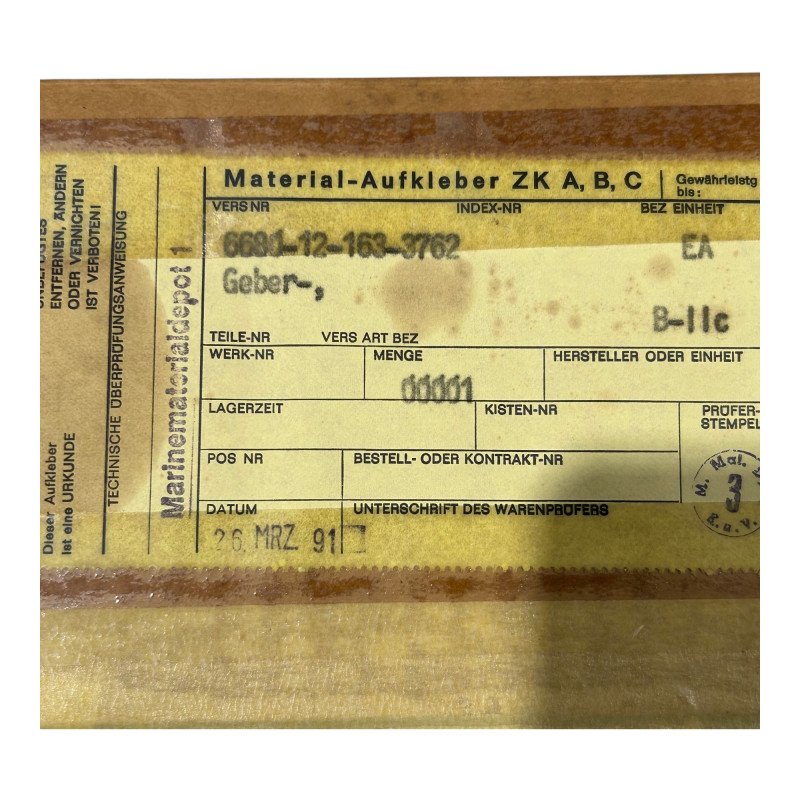 Material-Aufkleber ZK A, B, C
Gewährleistg
bis:
VERS NR INDEX-NR BEZ EINHEIT
6680-12-163-3762 EA
Geber-,
B-IIc
TEILE-NR VERS ART BEZ
WERK-NR MENGE HERSTELLER ODER EINHEIT
00001
LAGERZEIT KISTEN-NR PRÜFER-
STEMPEL
POS NR BESTELL- ODER KONTRAKT-NR
M. Mat.
3
E.a.V.
DATUM UNTERSCHRIFT DES WARENPRÜFERS
26. MRZ. 91
Marinematerialdepot 1
TECHNISCHE ÜBERPRÜFUNGSANWEISUNG
ENTFERNEN, ÄNDERN
ODER VERNICHTEN
IST VERBOTEN!
Dieser Aufkleber
ist eine URKUNDE